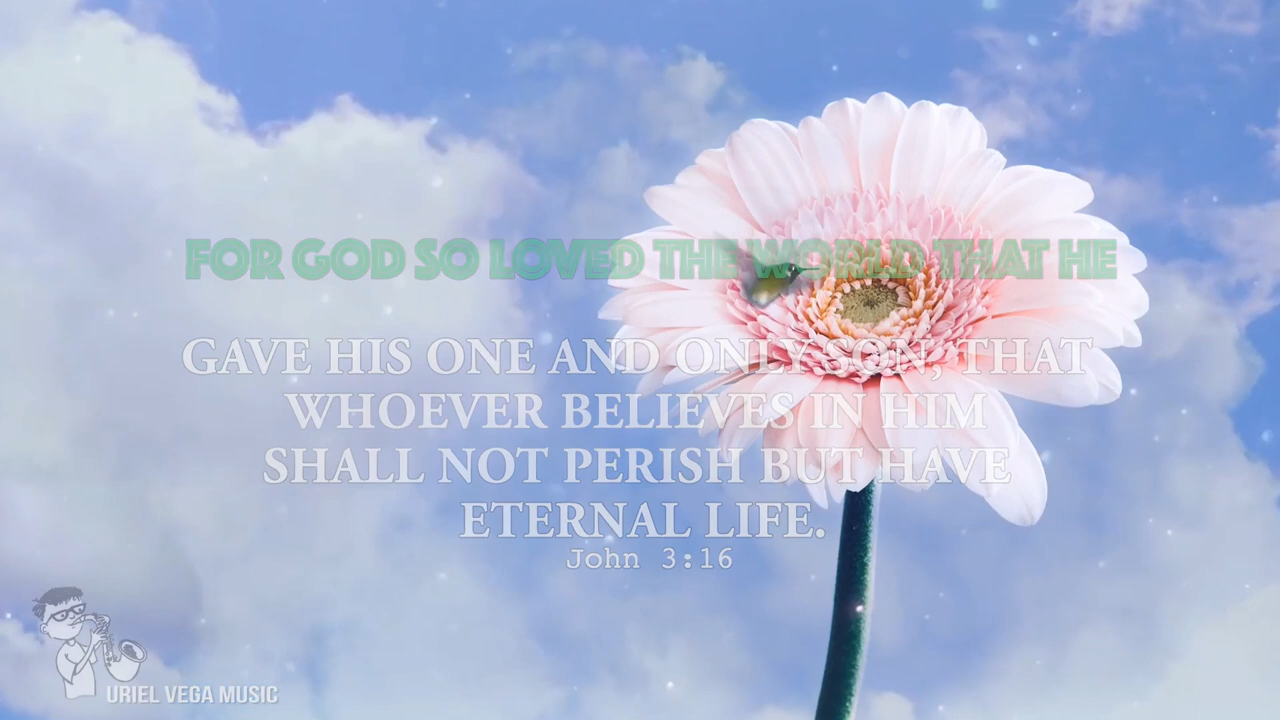 FOR GOD SO LOVED THE WORLD THAT HE
GAVE HIS ONE AND ONLY SON, THAT
WHOEVER BELIEVES IN HIM
SHALL NOT PERISH BUT HAVE
ETERNAL LIFE.
John 3:16
URIEL VEGA MUSIC